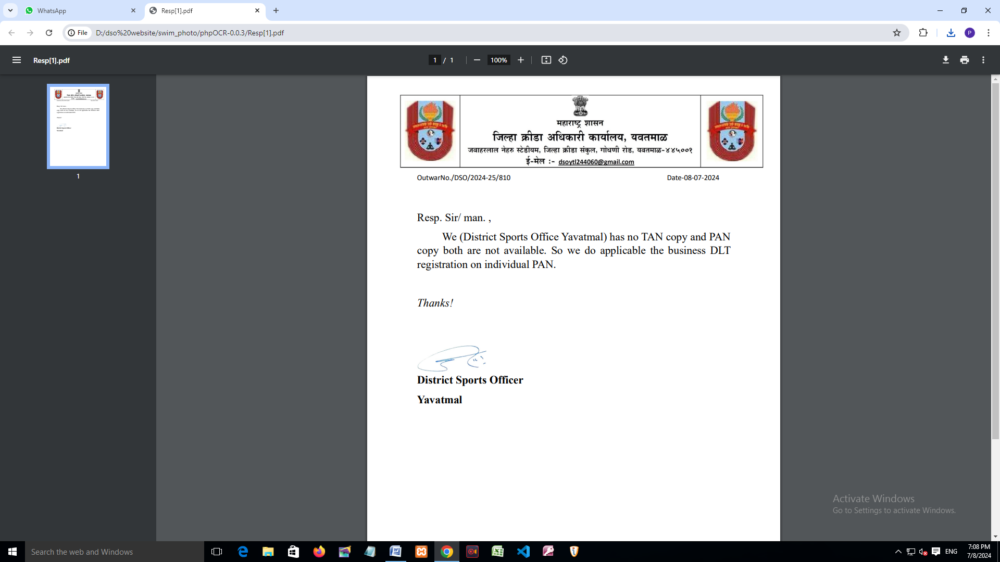 WhatsApp
Resp[1].pdf
File
D:/dso%20website/swim_photo/phpOCR-0.0.3/Resp[1].pdf
P
Resp[1].pdf
1 / 1
100%
1
महाराष्ट्र शासन
जिल्हा क्रीडा अधिकारी कार्यालय, यवतमाळ
जवाहरलाल नेहरु स्टेडीयम, जिल्हा क्रीडा संकुल, गोधणी रोड, यवतमाळ-४४५००१
ई-मेल :- dsoytl244060@gmail.com
OutwarNo./DSO/2024-25/810 Date-08-07-2024
Resp. Sir/ man. ,
We (District Sports Office Yavatmal) has no TAN copy and PAN
copy both are not available. So we do applicable the business DLT
registration on individual PAN.
Thanks!
District Sports Officer
Yavatmal
Activate Windows
Go to Settings to activate Windows.
Search the web and Windows
ENG
7:08 PM
7/8/2024